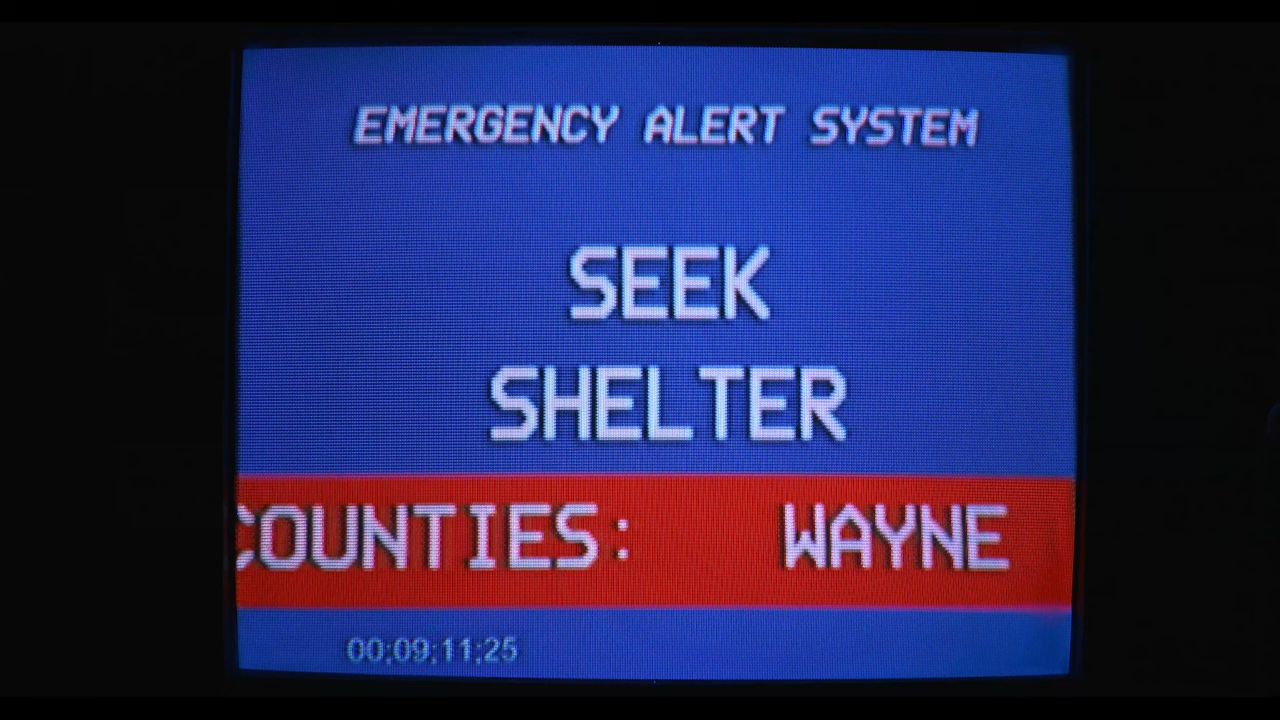 EMERGENCY ALERT SYSTEM
SEEK
SHELTER
COUNTIES: WAYNE
00;09;11;25